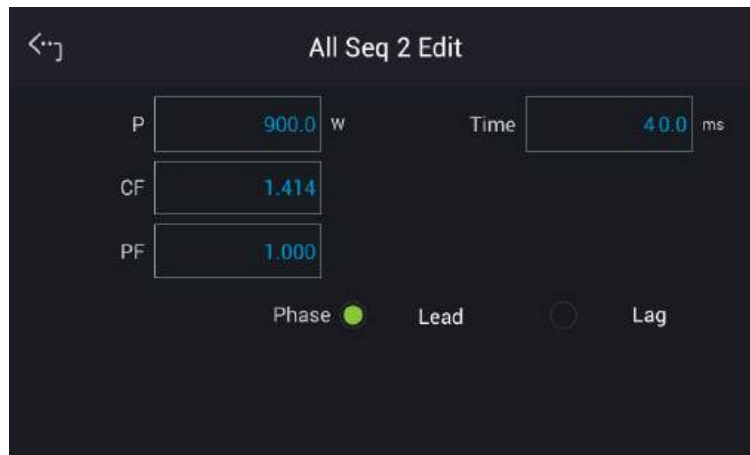 All Seq 2 Edit
P 900.0 W Time 40.0 ms
CF 1.414
PF 1.000
Phase Lead Lag